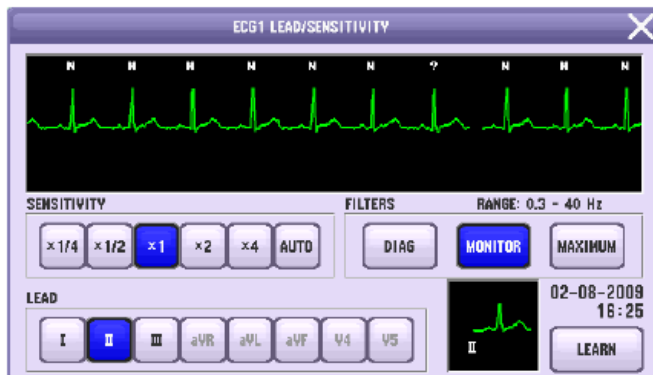 ECG1 LEAD/SENSITIVITY
N N N N N N ? N N N
SENSITIVITY
FILTERS RANGE: 0.3 - 40 Hz
×1/4 ×1/2 ×1 ×2 ×4 AUTO
DIAG MONITOR MAXIMUM
LEAD
I II III aVR aVL aVF V4 V5
II
02-08-2009
16:25
LEARN